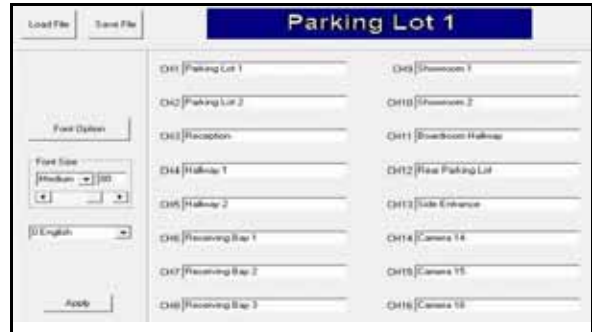 Load File Save File Parking Lot 1
CH1 Parking Lot 1 CH9 Showroom 1
CH2 Parking Lot 2 CH10 Showroom 2
Font Option
CH3 Reception CH11 Boardroom Hallway
Font Size
CH4 Hallway 1 CH12 Rear Parking Lot
Medium
CH5 Hallway 2 CH13 Side Entrance
0 English
CH6 Receiving Bay 1 CH14 Camera 14
CH7 Receiving Bay 2 CH15 Camera 15
Apply
CH8 Receiving Bay 3 CH16 Camera 16